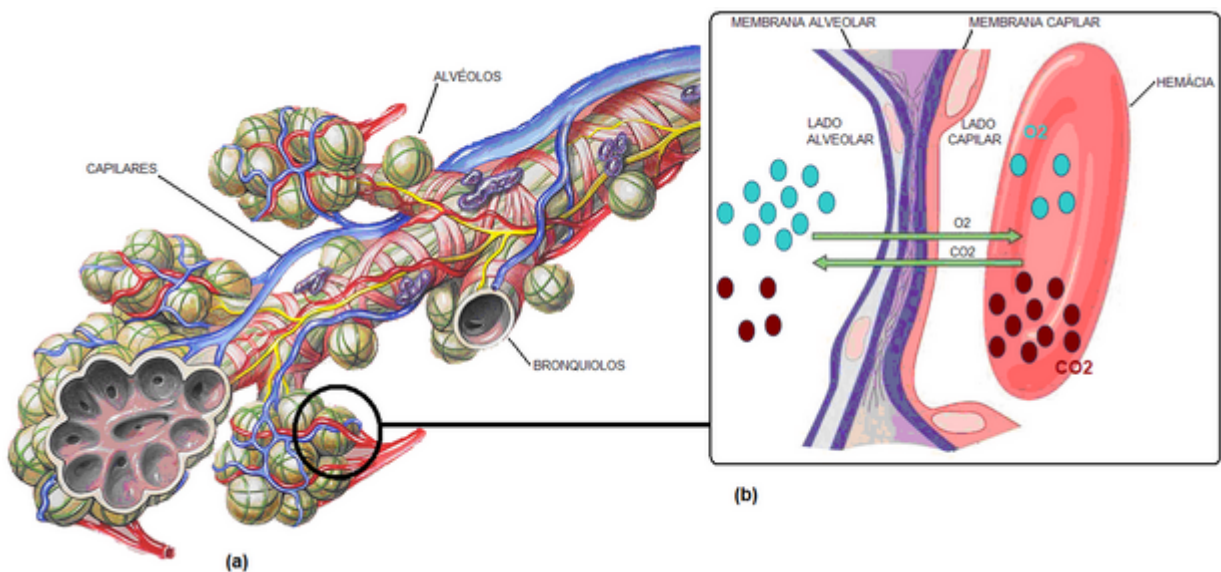 ALVÉOLOS
CAPILARES
BRONQUIOLOS
(a)
MEMBRANA ALVEOLAR
MEMBRANA CAPILAR
HEMÁCIA
LADO
ALVEOLAR
LADO
CAPILAR
O2
O2
CO2
CO2
(b)